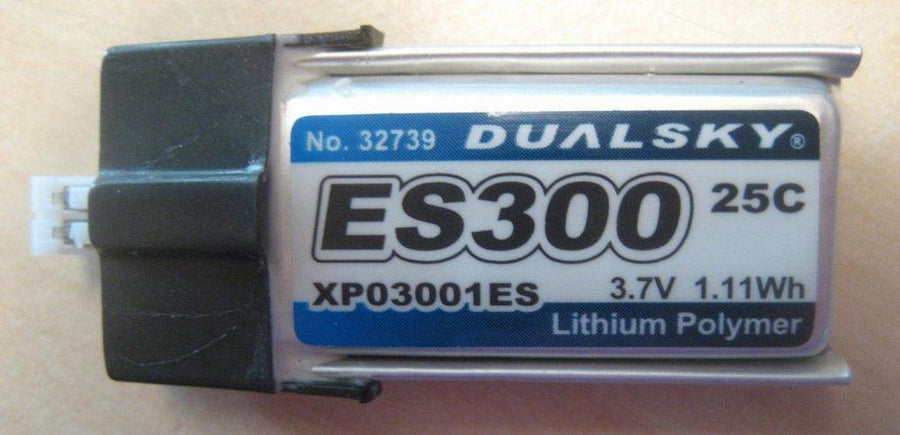 No. 32739 DUALSKY®
ES300 25C
XP03001ES 3.7V 1.11Wh
Lithium Polymer